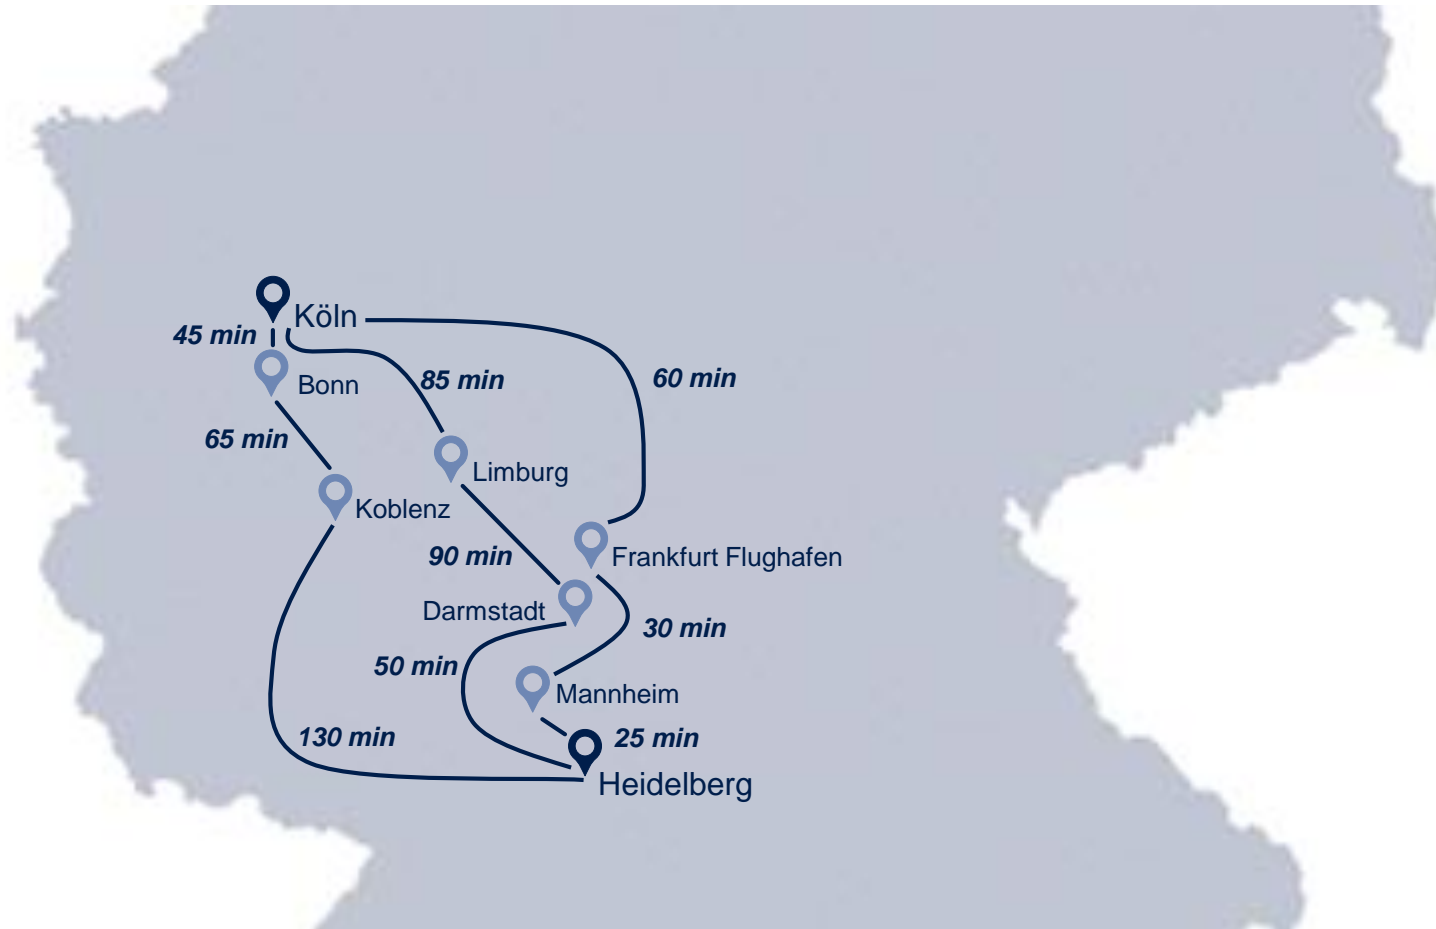 Köln
45 min
Bonn
85 min
60 min
65 min
Limburg
Koblenz
90 min
Frankfurt Flughafen
Darmstadt
30 min
50 min
Mannheim
130 min
25 min
Heidelberg